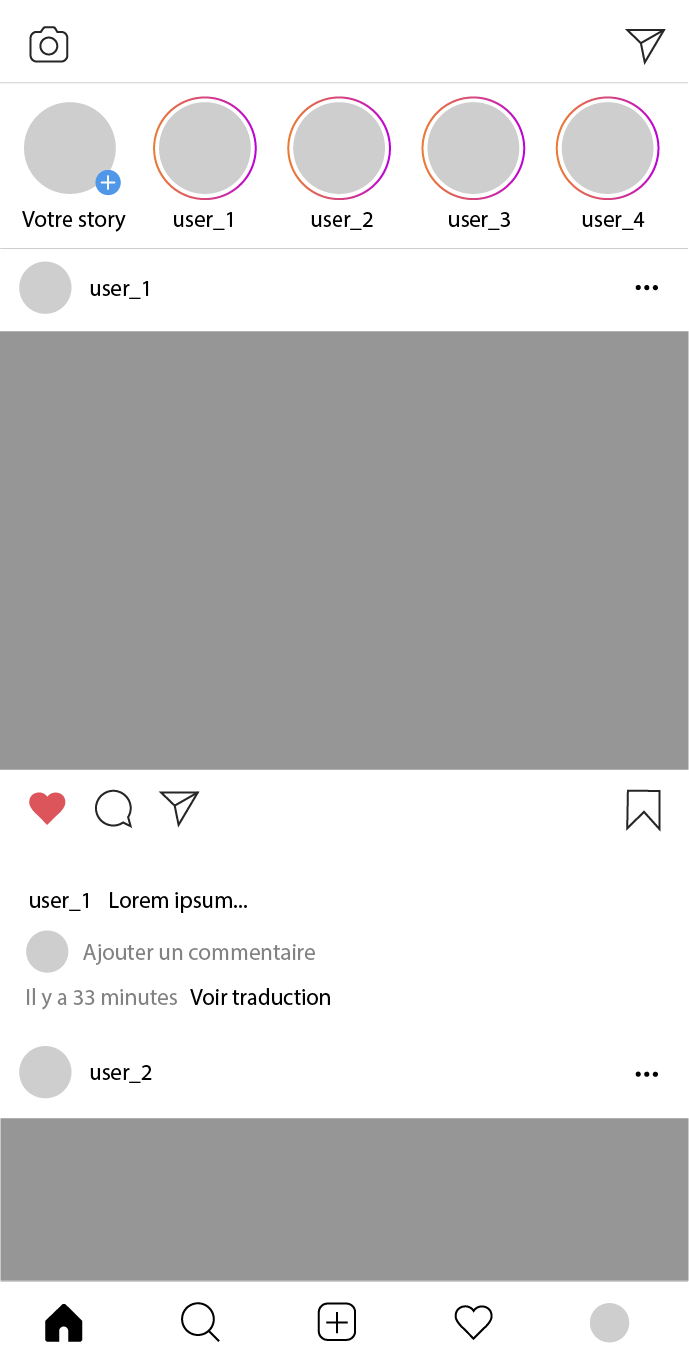 Votre story user_1 user_2 user_3 user_4
user_1
user_1 Lorem ipsum...
Ajouter un commentaire
Il y a 33 minutes Voir traduction
user_2